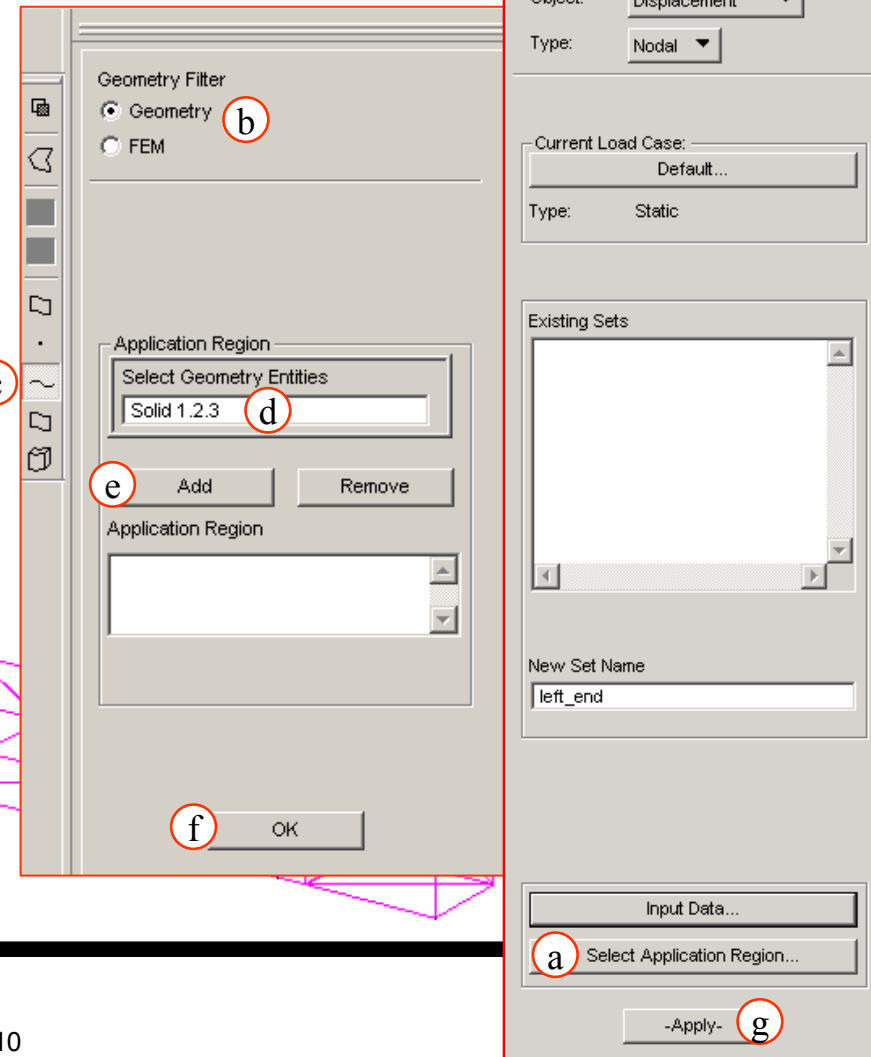 Geometry Filter
Geometry
b
FEM
Application Region
Select Geometry Entities
Solid 1.2.3
d
e
Add
Remove
Application Region
f
OK
10
Object:
Displacement
Type:
Nodal
Current Load Case:
Default...
Type:
Static
Existing Sets
New Set Name
left_end
Input Data...
a
Select Application Region...
-Apply-
g